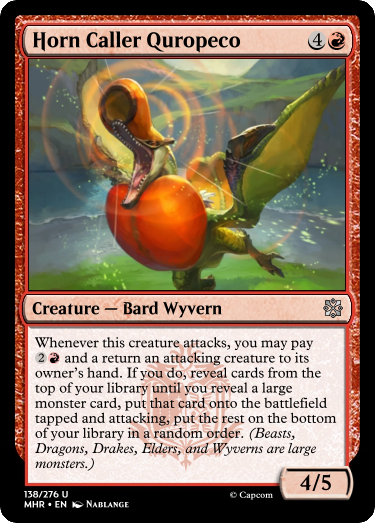 Horn Caller Quropeco 4
Creature — Bard Wyvern
Whenever this creature attacks, you may pay
2 and a return an attacking creature to its
owner's hand. If you do, reveal cards from the
top of your library until you reveal a large
monster card, put that card onto the battlefield
tapped and attacking, put the rest on the bottom
of your library in a random order. (Beasts,
Dragons, Drakes, Elders, and Wyverns are large
monsters.)
4/5
138/276 U
MHR • EN Nablange
© Capcom